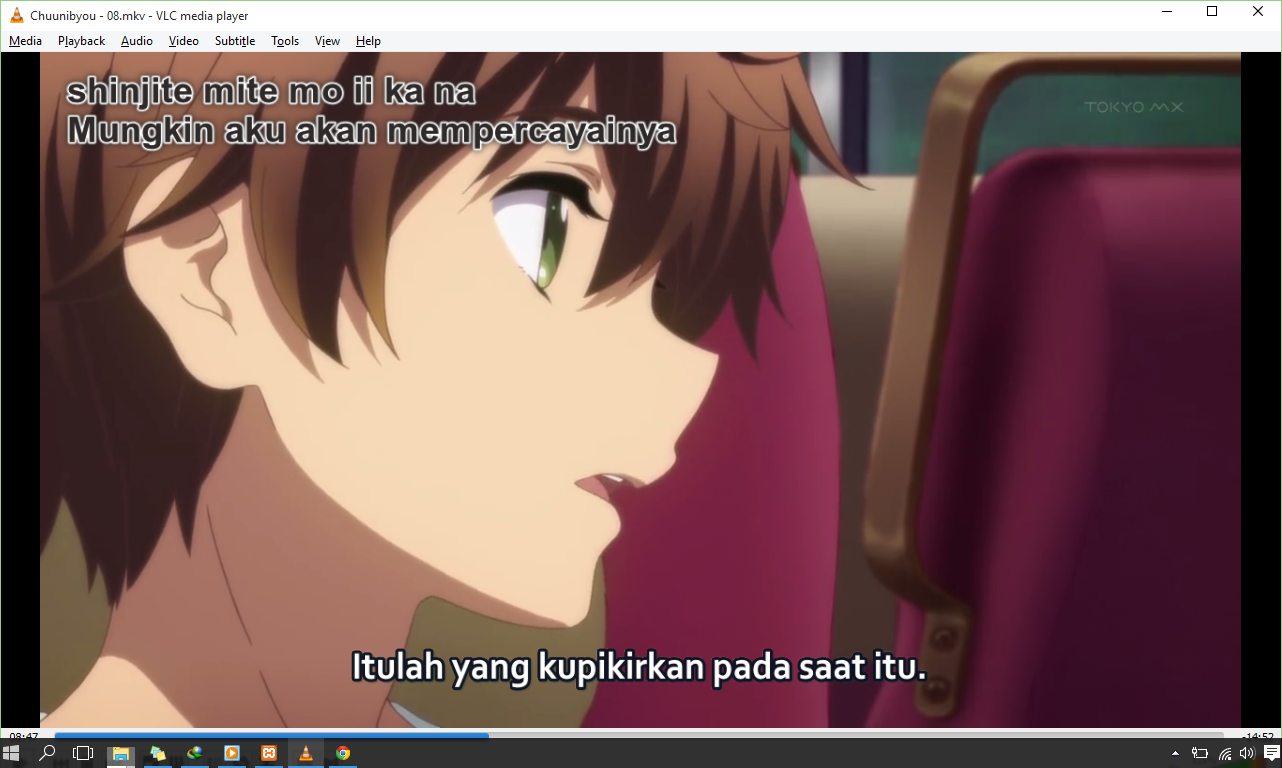 Chuunibyou - 08.mkv - VLC media player
Media Playback Audio Video Subtitle Tools View Help
shinjite mite mo ii ka na
Mungkin aku akan mempercayainya
TOKYO MX
Itulah yang kupikirkan pada saat itu.
08:47 -14:52